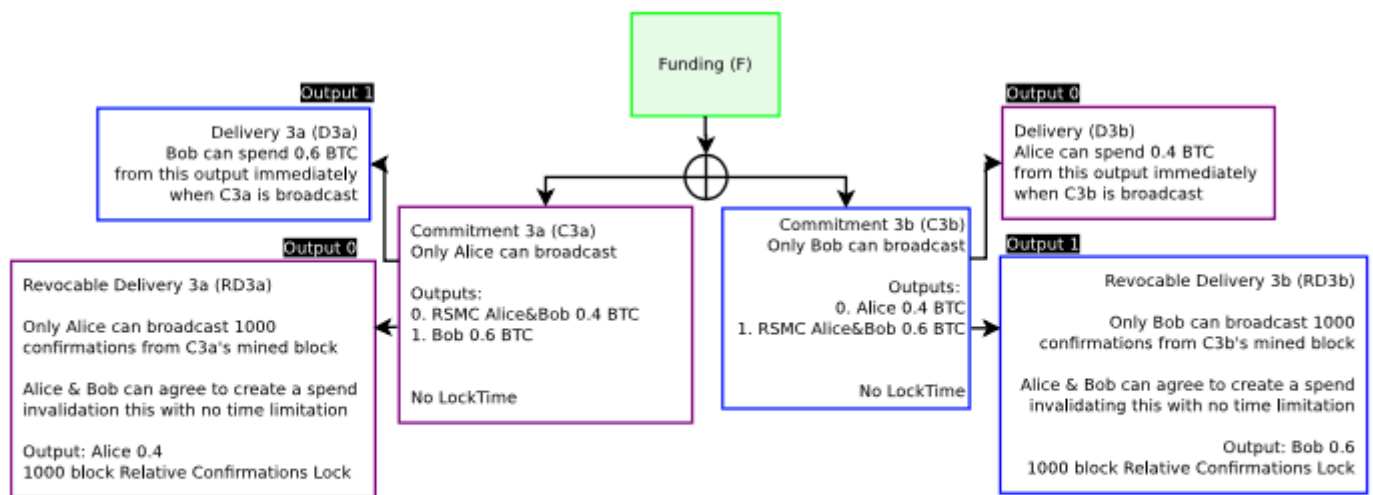 Funding (F)
Output 1
Delivery 3a (D3a)
Bob can spend 0.6 BTC
from this output immediately
when C3a is broadcast
Output 0
Delivery (D3b)
Alice can spend 0.4 BTC
from this output immediately
when C3b is broadcast
Commitment 3a (C3a)
Only Alice can broadcast
Outputs:
0. RSMC Alice&Bob 0.4 BTC
1. Bob 0.6 BTC
No LockTime
Commitment 3b (C3b)
Only Bob can broadcast
Outputs:
0. Alice 0.4 BTC
1. RSMC Alice&Bob 0.6 BTC
No LockTime
Output 0
Revocable Delivery 3a (RD3a)
Only Alice can broadcast 1000
confirmations from C3a's mined block
Alice & Bob can agree to create a spend
invalidation this with no time limitation
Output: Alice 0.4
1000 block Relative Confirmations Lock
Output 1
Revocable Delivery 3b (RD3b)
Only Bob can broadcast 1000
confirmations from C3b's mined block
Alice & Bob can agree to create a spend
invalidating this with no time limitation
Output: Bob 0.6
1000 block Relative Confirmations Lock